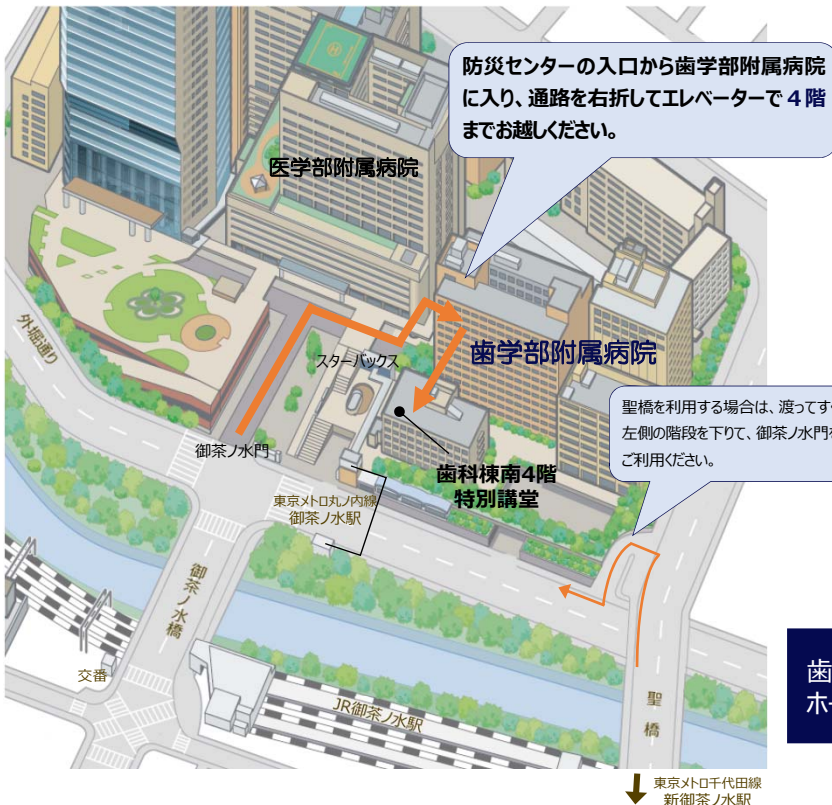 防災センターの入口から歯学部附属病院
に入り、通路を右折してエレベーターで４階
までお越しください。
医学部附属病院
外堀通り
スターバックス
歯学部附属病院
聖橋を利用する場合は、渡ってすぐ
左側の階段を下りて、御茶ノ水門を
ご利用ください。
御茶ノ水門
歯科棟南4階
特別講堂
東京メトロ丸ノ内線
御茶ノ水駅
御茶ノ水橋
交番
JR御茶ノ水駅
聖橋
歯
ホー
東京メトロ千代田線
新御茶ノ水駅